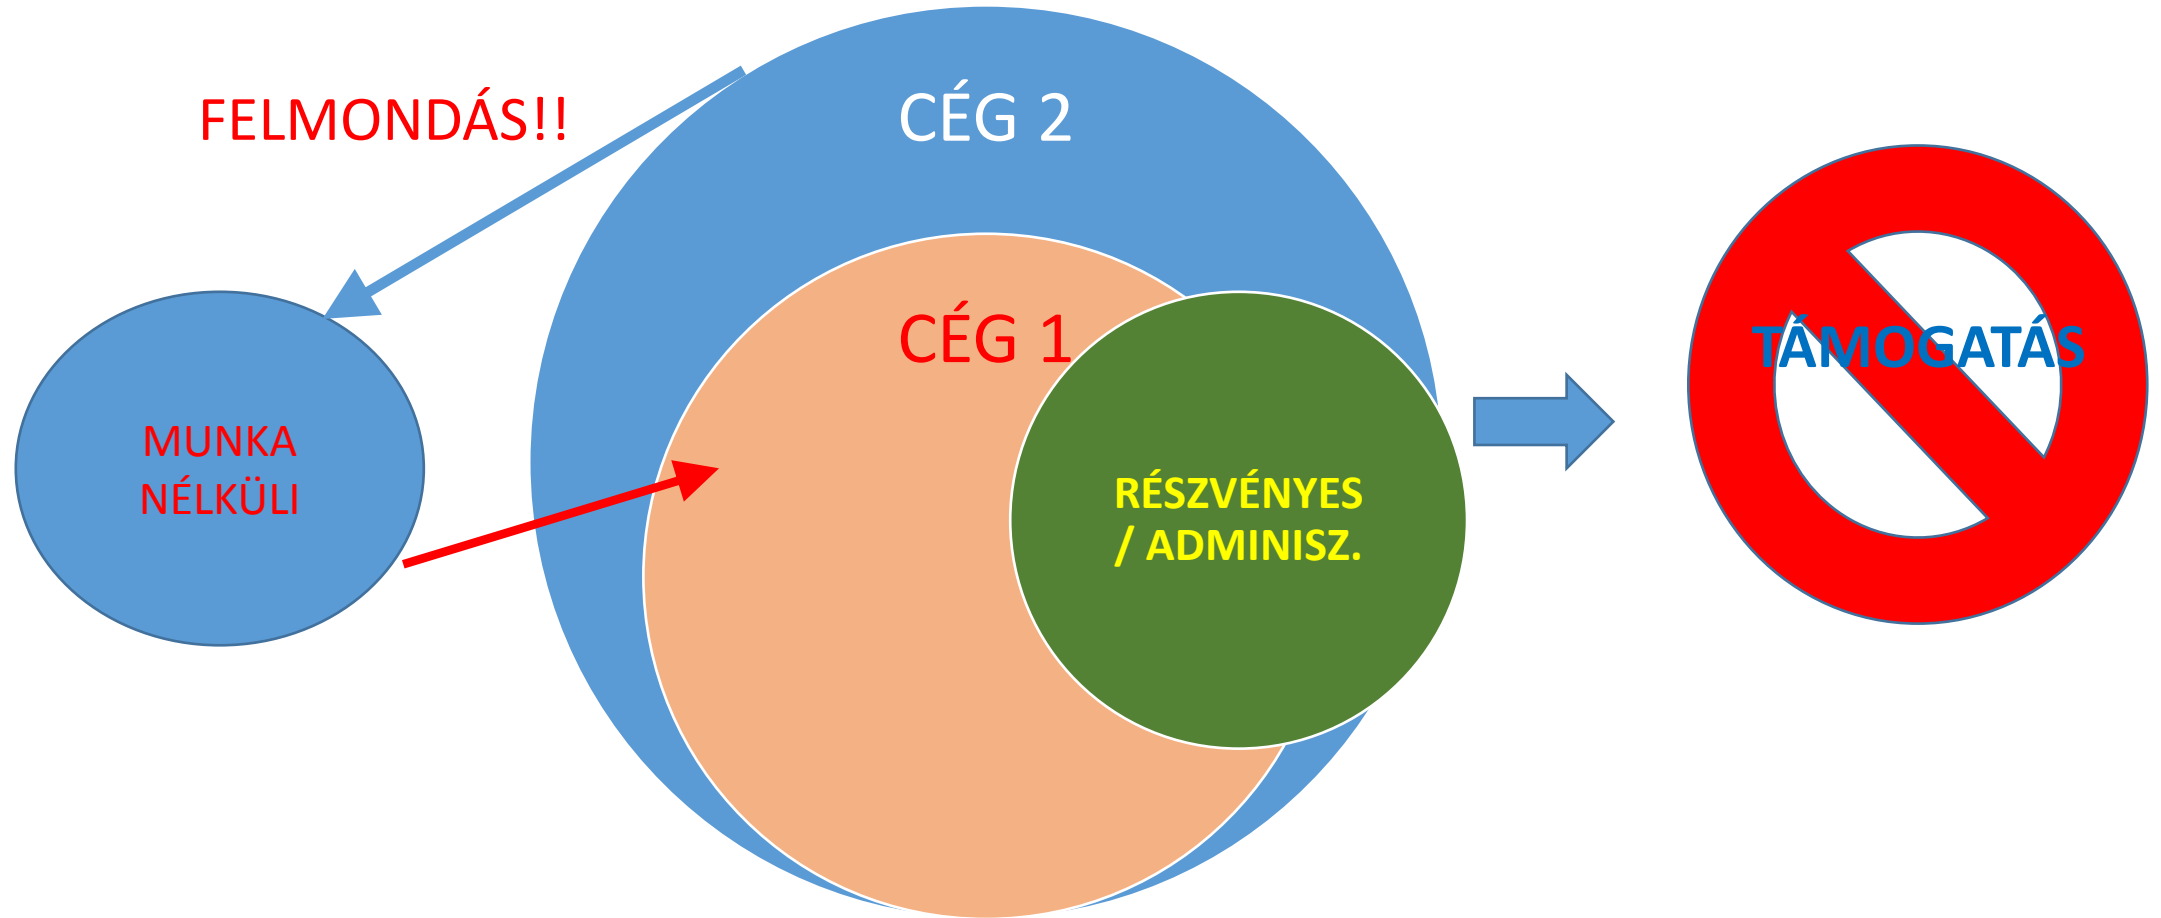 FELMONDÁS!!
CÉG 2
CÉG 1
MUNKA
NÉLKÜLI
RÉSZVÉNYES
/ ADMINISZ.
TÁMOGATÁS